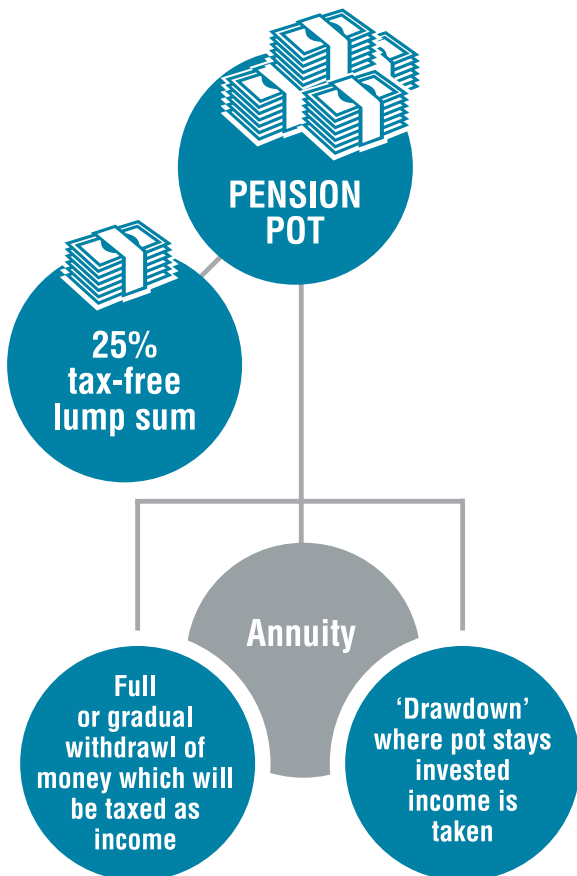 PENSION
POT
25%
tax-free
lump sum
Annuity
Full
or gradual
withdrawl of
money which will
be taxed as
income
‘Drawdown’
where pot stays
invested
income is
taken